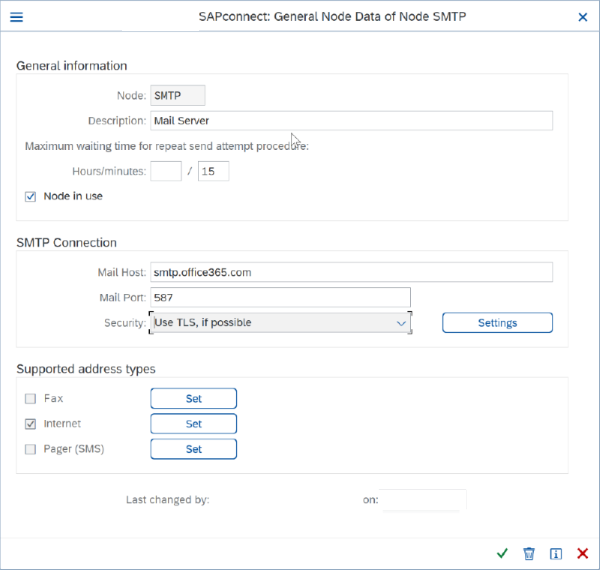 SAPconnect: General Node Data of Node SMTP
General information
Node: SMTP
Description: Mail Server
Maximum waiting time for repeat send attempt procedure:
Hours/minutes: / 15
Node in use
SMTP Connection
Mail Host: smtp.office365.com
Mail Port: 587
Security: Use TLS, if possible Settings
Supported address types
Fax Set
Internet Set
Pager (SMS) Set
Last changed by: on: